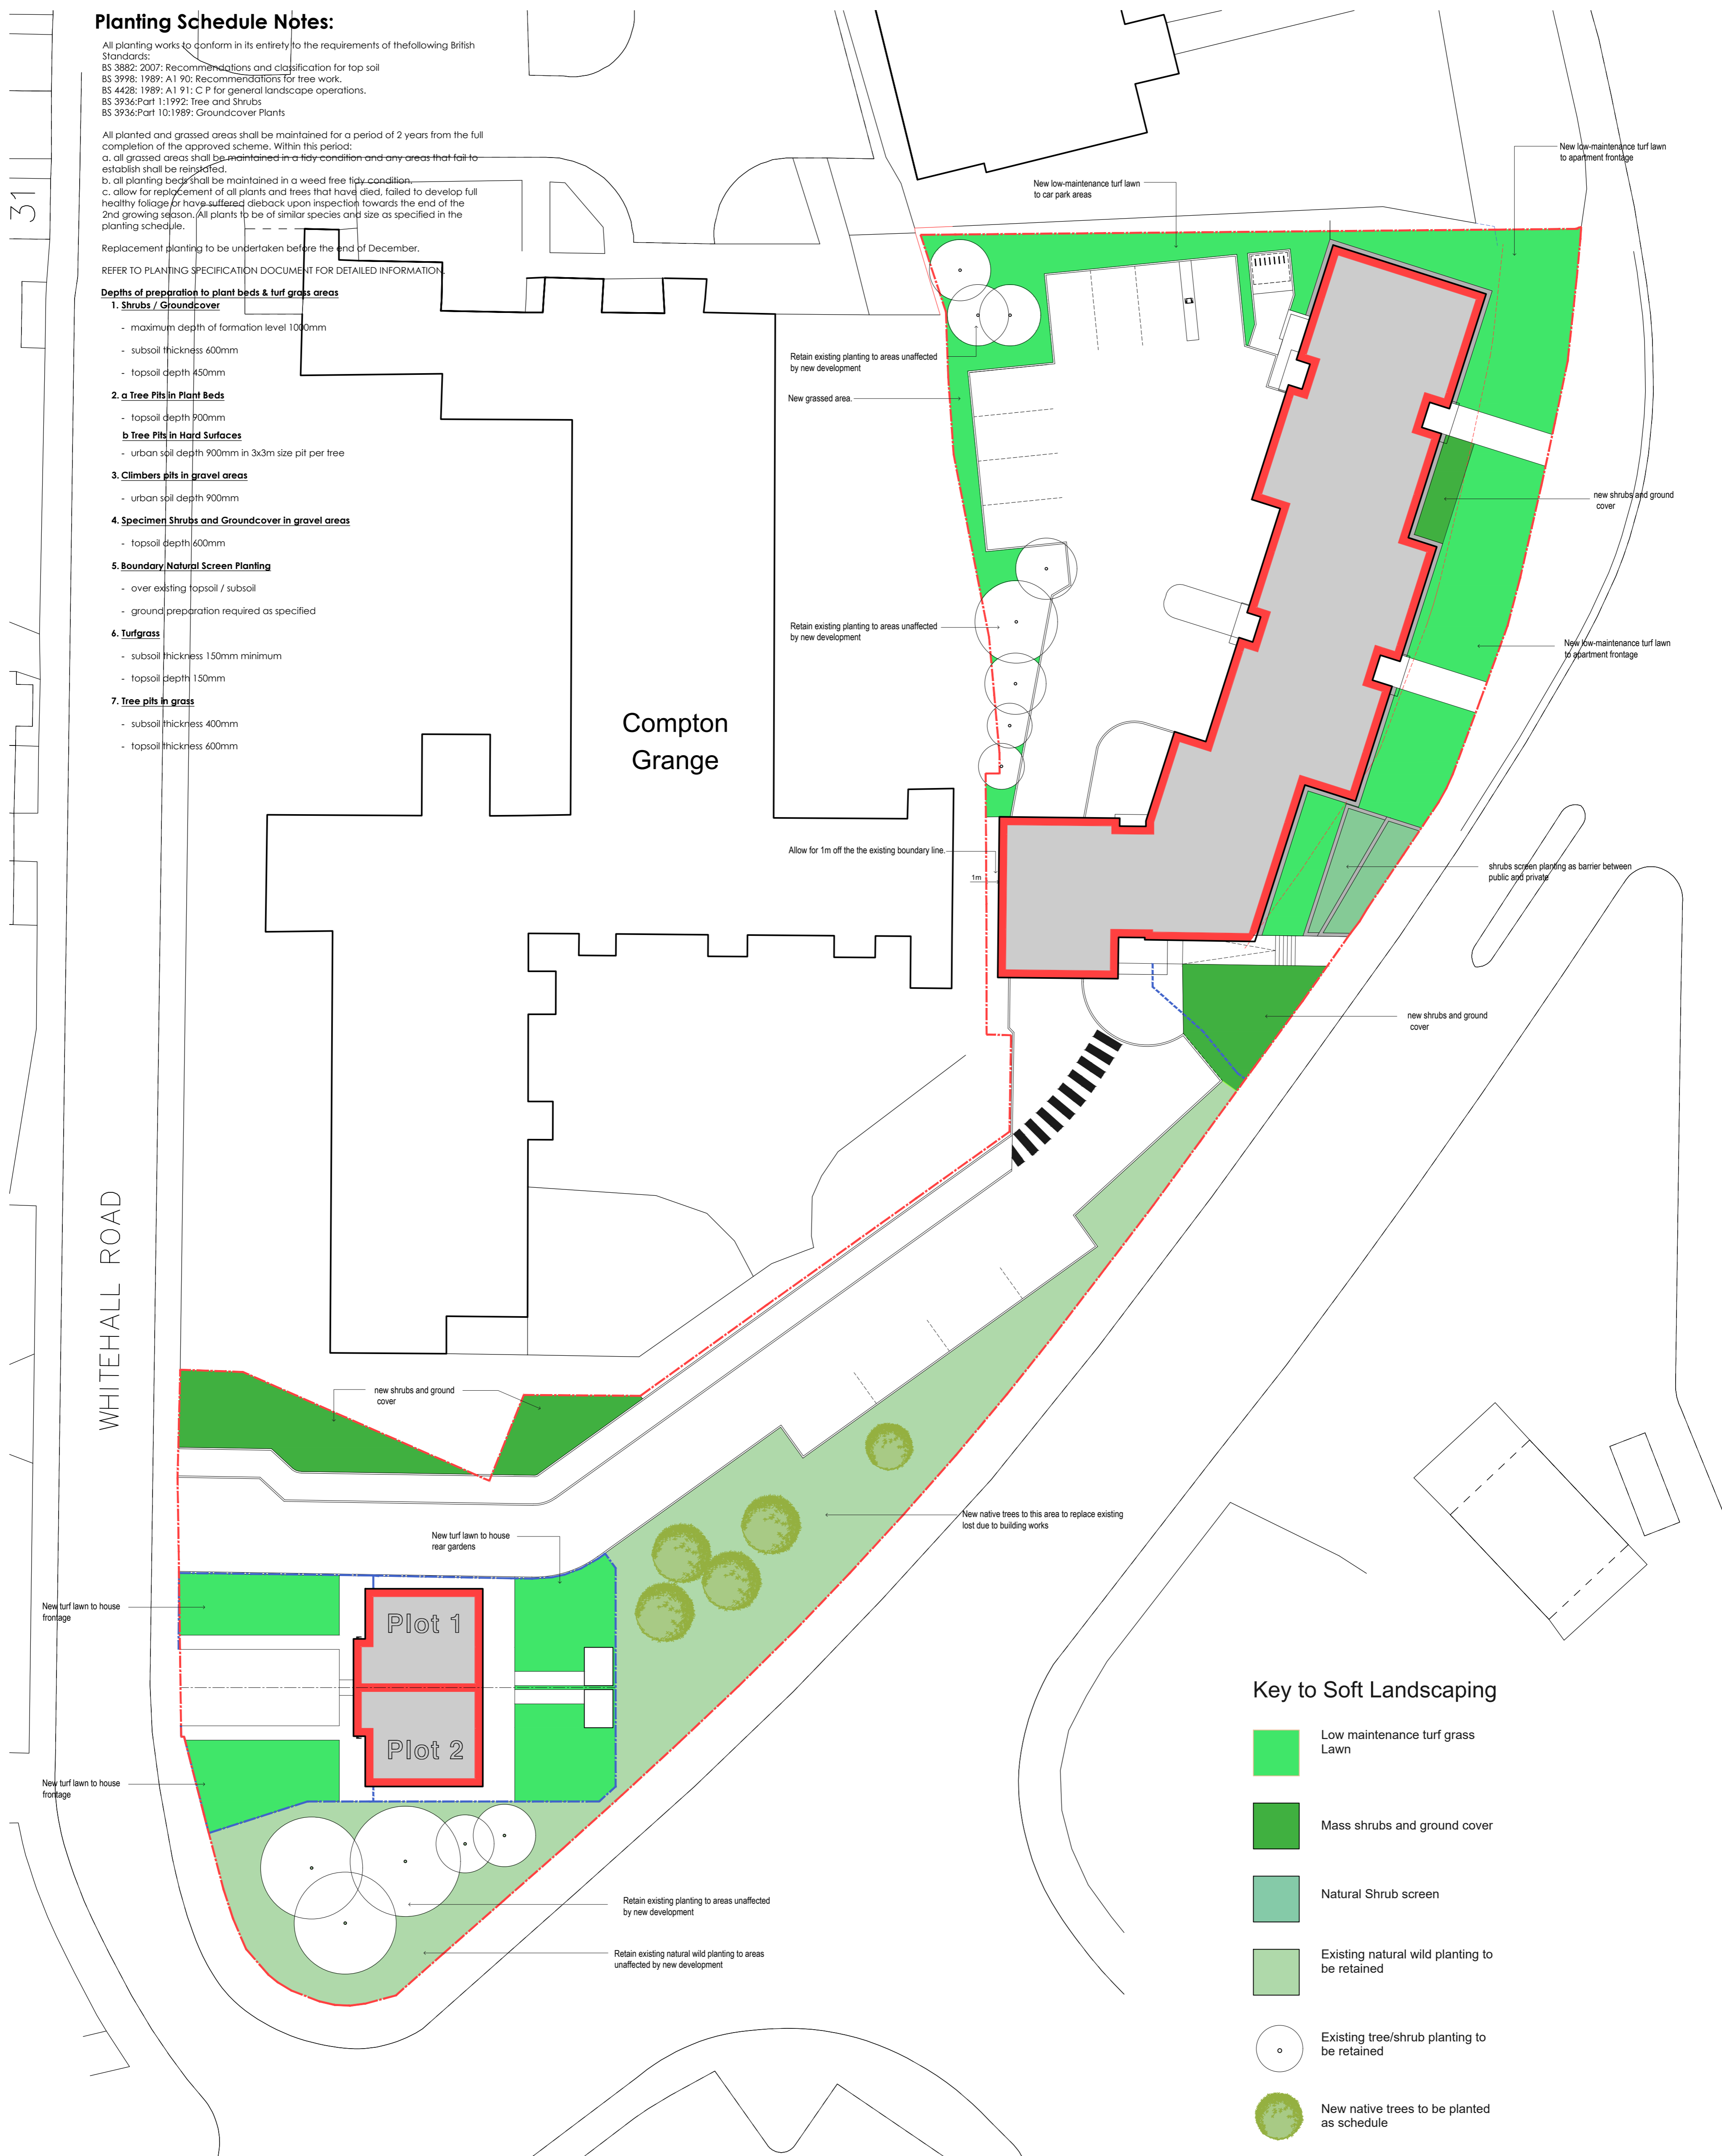 Planting Schedule Notes:
All planting works to conform in its entirety to the requirements of thefollowing British
Standards:
BS 3882: 2007: Recommendations and classification for top soil
BS 3998: 1989: A1 90: Recommendations for tree work.
BS 4428: 1989: A1 91: C P for general landscape operations.
BS 3936:Part 1:1992: Tree and Shrubs
BS 3936:Part 10:1989: Groundcover Plants
All planted and grassed areas shall be maintained for a period of 2 years from the full
completion of the approved scheme. Within this period:
a. all grassed areas shall be maintained in a tidy condition and any areas that fail to
establish shall be reinstated.
b. all planting beds shall be maintained in a weed free tidy condition.
c. allow for replacement of all plants and trees that have died, failed to develop full
healthy foliage or have suffered dieback upon inspection towards the end of the
2nd growing season. All plants to be of similar species and size as specified in the
planting schedule.
Replacement planting to be undertaken before the end of December.
REFER TO PLANTING SPECIFICATION DOCUMENT FOR DETAILED INFORMATION.
Depths of preparation to plant beds & turf grass areas
1. Shrubs / Groundcover
- maximum depth of formation level 1000mm
- subsoil thickness 600mm
- topsoil depth 450mm
2. a Tree Pits in Plant Beds
- topsoil depth 900mm
b Tree Pits in Hard Surfaces
- urban soil depth 900mm in 3x3m size pit per tree
3. Climbers pits in gravel areas
- urban soil depth 900mm
4. Specimen Shrubs and Groundcover in gravel areas
- topsoil depth 600mm
5. Boundary Natural Screen Planting
- over existing topsoil / subsoil
- ground preparation required as specified
6. Turfgrass
- subsoil thickness 150mm minimum
- topsoil depth 150mm
7. Tree pits in grass
- subsoil thickness 400mm
- topsoil thickness 600mm
31
WHITEHALL ROAD
Compton
Grange
New low-maintenance turf lawn
to apartment frontage
New low-maintenance turf lawn
to car park areas
Retain existing planting to areas unaffected
by new development
New grassed area.
new shrubs and ground
cover
Retain existing planting to areas unaffected
by new development
New low-maintenance turf lawn
to apartment frontage
Allow for 1m off the the existing boundary line.
1m
shrubs screen planting as barrier between
public and private
new shrubs and ground
cover
new shrubs and ground
cover
New native trees to this area to replace existing
lost due to building works
New turf lawn to house
rear gardens
New turf lawn to house
frontage
Plot 1
Plot 2
New turf lawn to house
frontage
Retain existing planting to areas unaffected
by new development
Retain existing natural wild planting to areas
unaffected by new development
Key to Soft Landscaping
Low maintenance turf grass
Lawn
Mass shrubs and ground cover
Natural Shrub screen
Existing natural wild planting to
be retained
Existing tree/shrub planting to
be retained
New native trees to be planted
as schedule